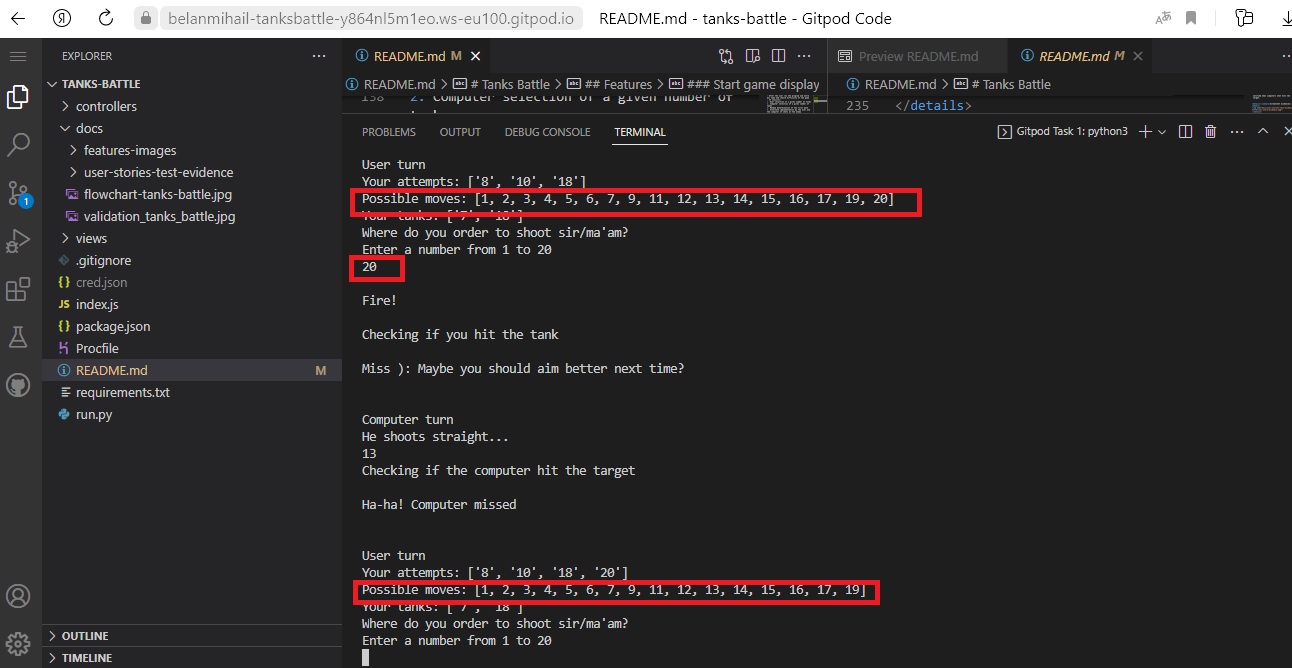 belanmihail-tanksbattle-y864nl5m1eo.ws-eu100.gitpod.io README.md - tanks-battle - Gitpod Code
EXPLORER
TANKS-BATTLE
controllers
docs
features-images
user-stories-test-evidence
flowchart-tanks-battle.jpg
validation_tanks_battle.jpg
views
.gitignore
cred.json
index.js
package.json
Procfile
README.md M
requirements.txt
run.py
OUTLINE
TIMELINE
1
README.md M
README.md > # Tanks Battle > ## Features > ### Start game display
138 2. Computer selection of a given number of
Preview README.md
README.md M
README.md > # Tanks Battle
235 </details>
PROBLEMS OUTPUT DEBUG CONSOLE TERMINAL
Gitpod Task 1: python3
User turn
Your attempts: ['8', '10', '18']
Possible moves: [1, 2, 3, 4, 5, 6, 7, 9, 11, 12, 13, 14, 15, 16, 17, 19, 20]
Your tanks: ['7', '18']
Where do you order to shoot sir/ma'am?
Enter a number from 1 to 20
20
Fire!
Checking if you hit the tank
Miss ): Maybe you should aim better next time?
Computer turn
He shoots straight...
13
Checking if the computer hit the target
Ha-ha! Computer missed
User turn
Your attempts: ['8', '10', '18', '20']
Possible moves: [1, 2, 3, 4, 5, 6, 7, 9, 11, 12, 13, 14, 15, 16, 17, 19]
Your tanks: ['7', '18']
Where do you order to shoot sir/ma'am?
Enter a number from 1 to 20